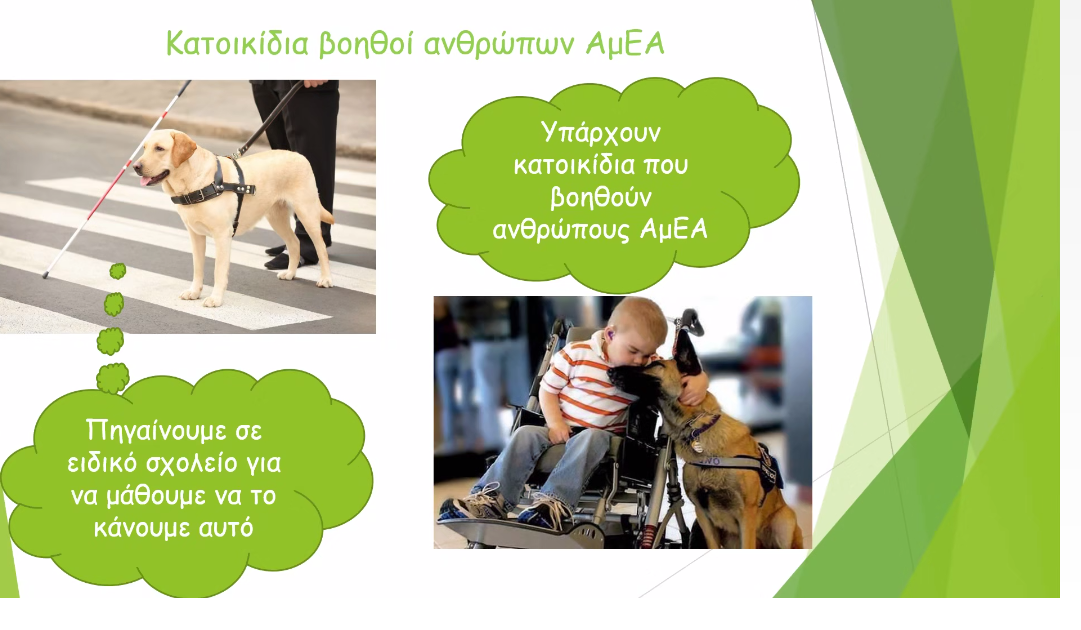 Κατοικίδια βοηθοί ανθρώπων ΑμΕΑ
Υπάρχουν
κατοικίδια που
βοηθούν
ανθρώπους ΑμΕΑ
Πηγαίνουμε σε
ειδικό σχολείο για
να μάθουμε να το
κάνουμε αυτό